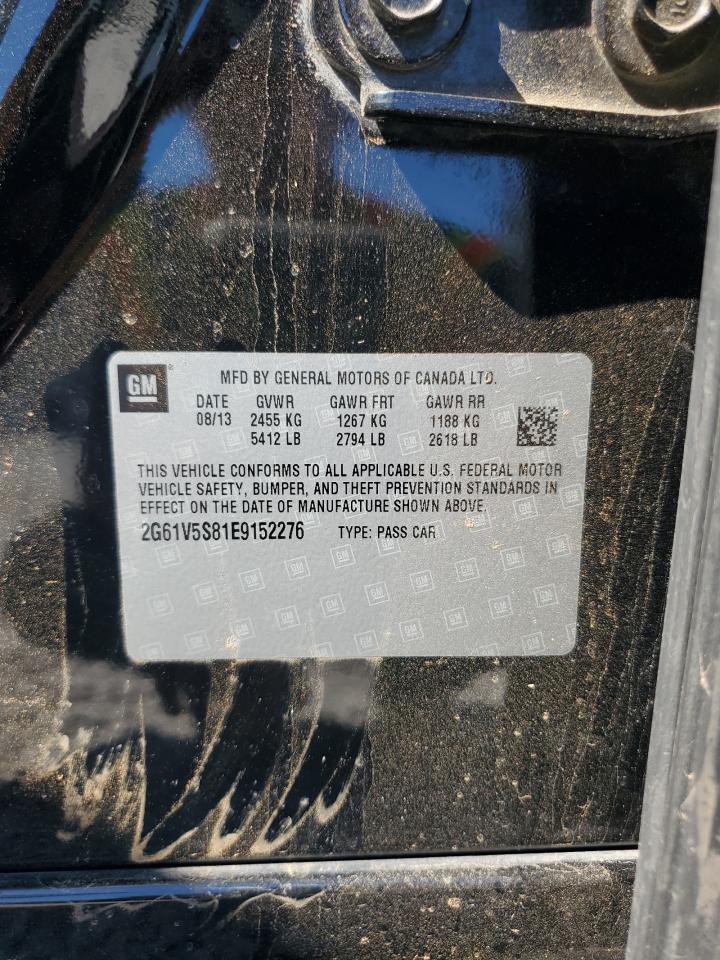 GM
MFD BY GENERAL MOTORS OF CANADA LTD.
DATE GVWR GAWR FRT GAWR RR
08/13 2455 KG 1267 KG 1188 KG
5412 LB 2794 LB 2618 LB
THIS VEHICLE CONFORMS TO ALL APPLICABLE U.S. FEDERAL MOTOR
VEHICLE SAFETY, BUMPER, AND THEFT PREVENTION STANDARDS IN
EFFECT ON THE DATE OF MANUFACTURE SHOWN ABOVE.
2G61V5S81E9152276 TYPE: PASS CAR